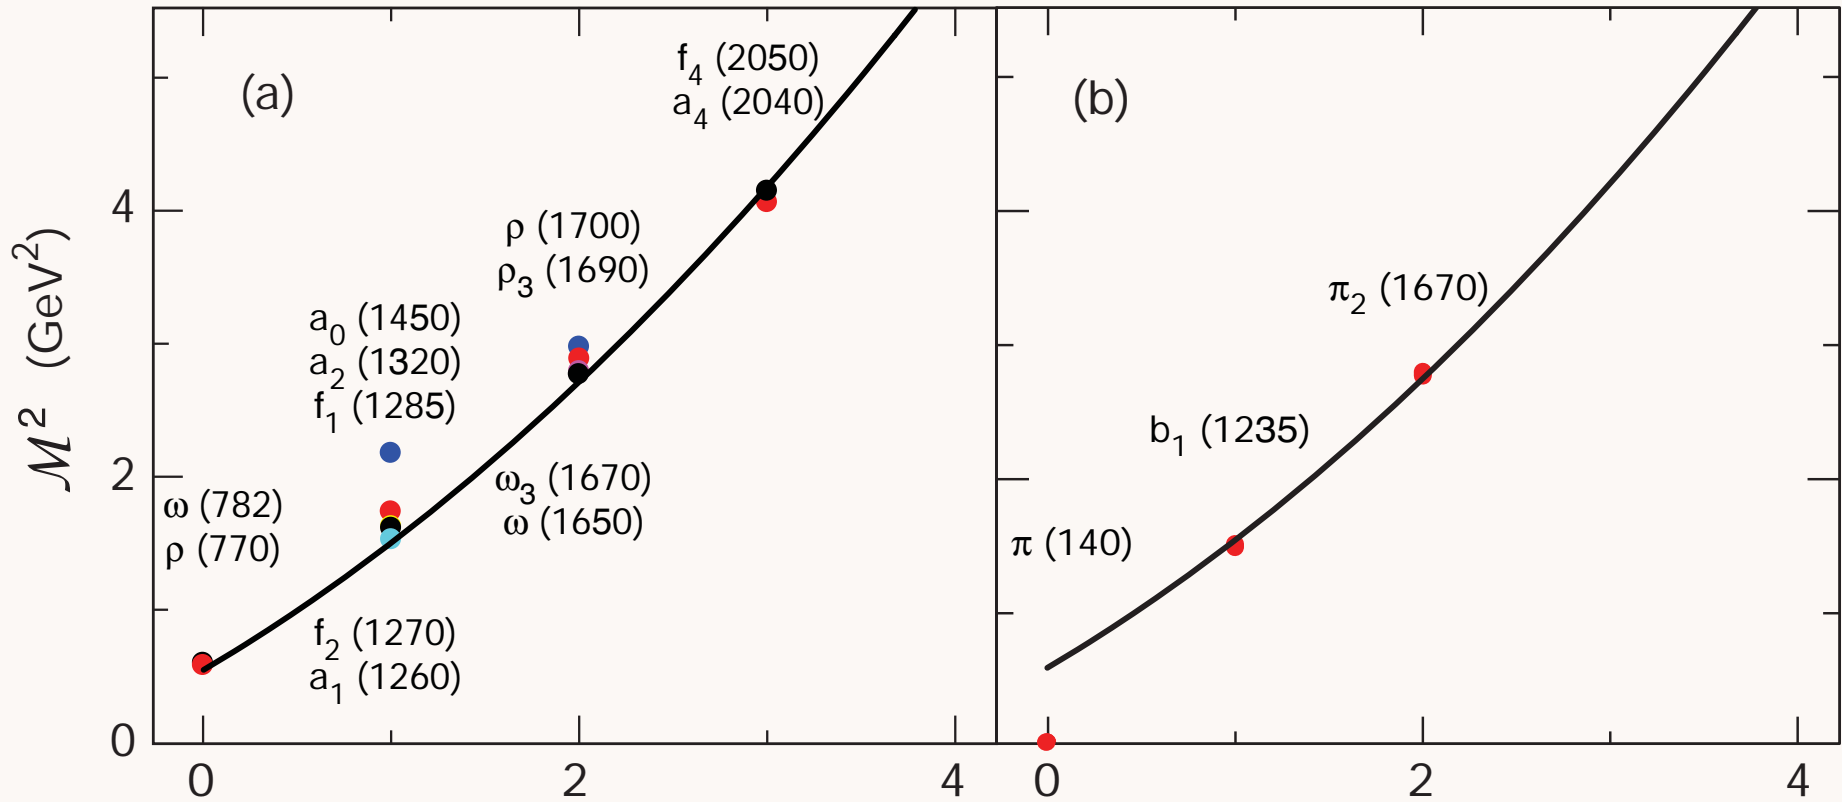 (a)
f₄ (2050)
a₄ (2040)
ρ (1700)
ρ₃ (1690)
a₀ (1450)
a₂ (1320)
f₁ (1285)
ω (782)
ρ (770)
ω₃ (1670)
ω (1650)
f₂ (1270)
a₁ (1260)
ℳ² (GeV²)
4
2
0
0 2 4
(b)
π₂ (1670)
b₁ (1235)
π (140)
0 2 4